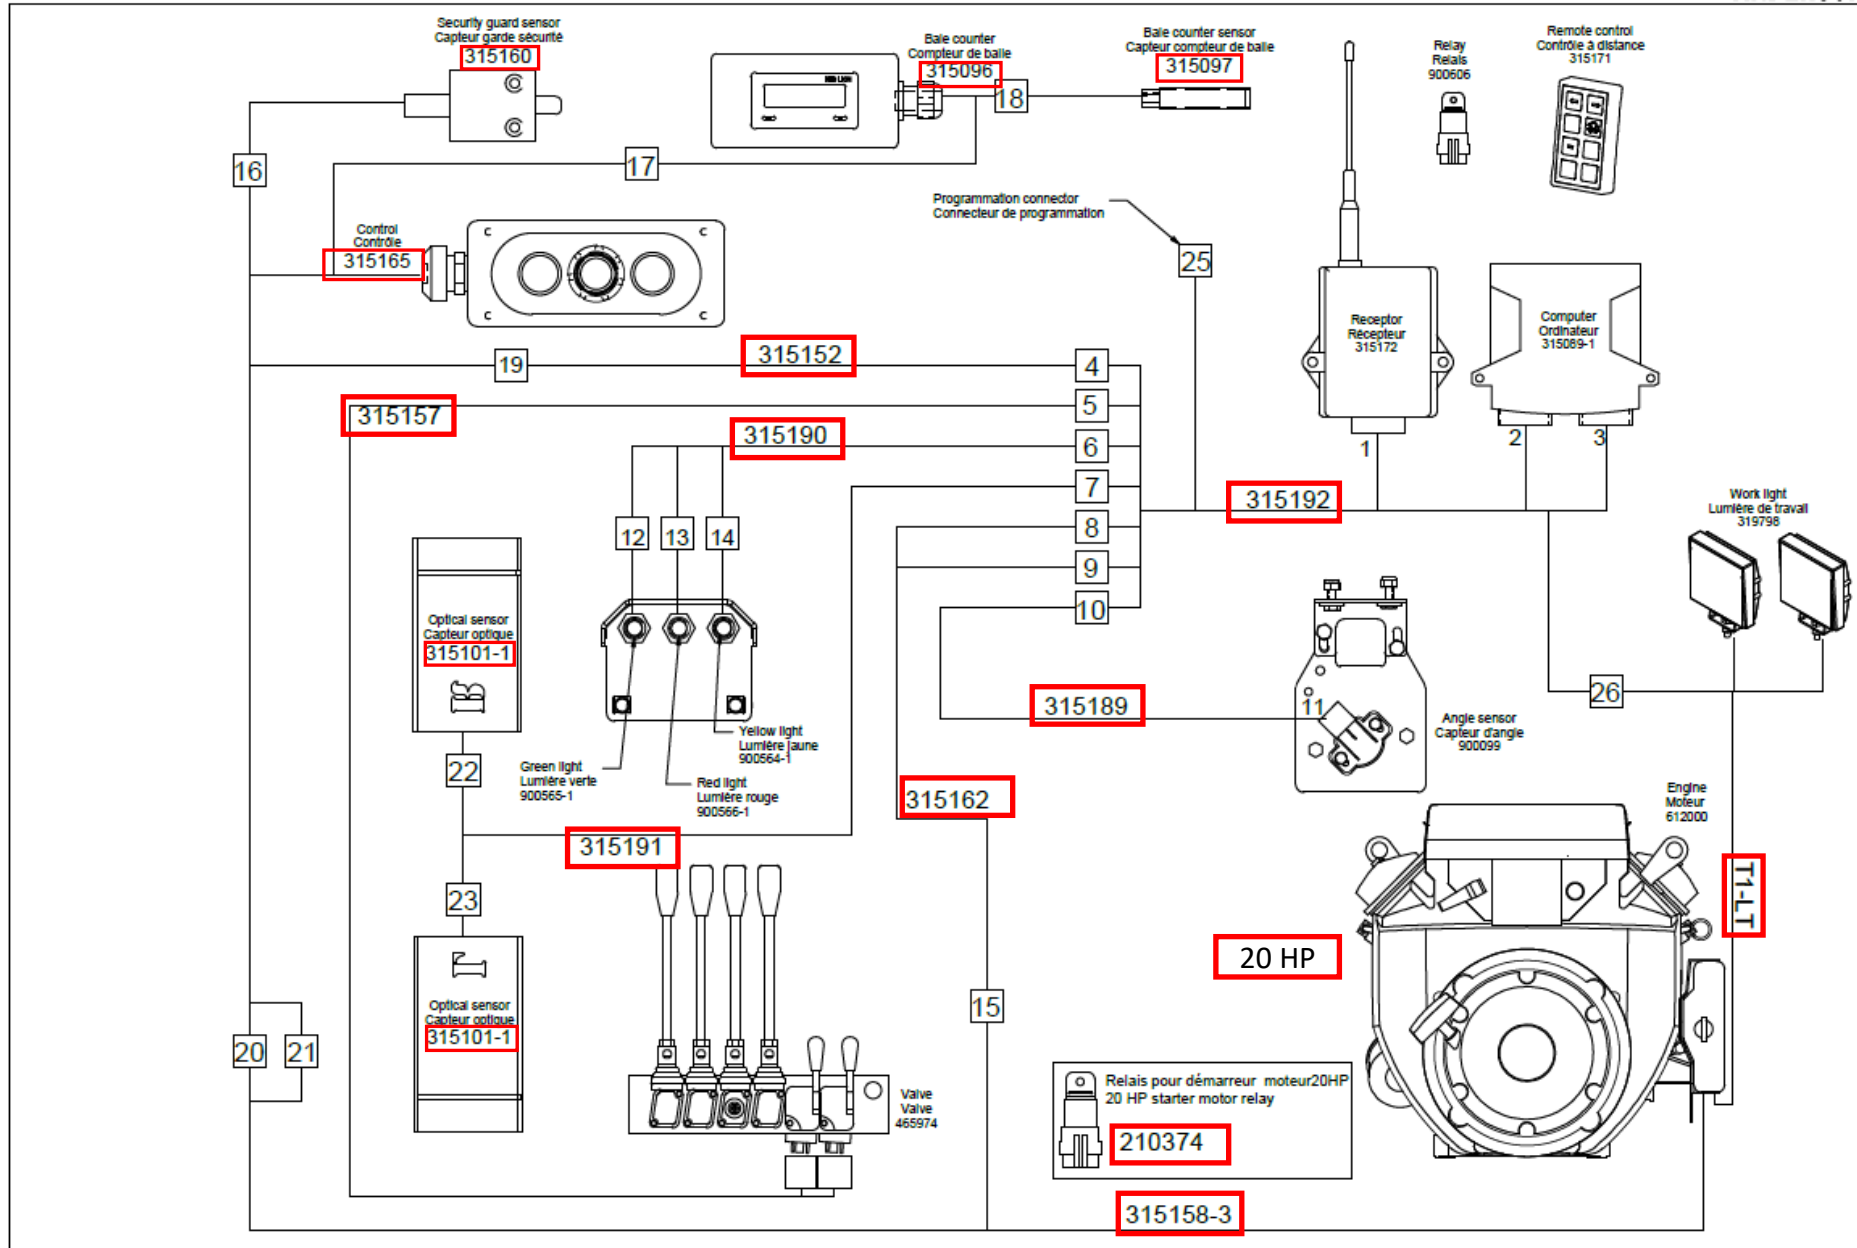 Security guard sensor
Capteur garde sécurité
315160
Bale counter
Compteur de balle
315096
Bale counter sensor
Capteur compteur de balle
315097
Relay
Relais
900606
Remote control
Contrôle à distance
315171
18
16
17
Programmation connector
Connecteur de programmation
Control
Contrôle
315165
C
C
C
C
25
Receptor
Récepteur
315172
Computer
Ordinateur
315089-1
19
315152
4
315157
5
315190
6
1
2
3
7
315192
Work light
Lumière de travail
319798
12
13
14
8
9
10
Optical sensor
Capteur optique
315101-1
B
315189
11
26
Angle sensor
Capteur d'angle
900099
Yellow light
Lumière jaune
900564-1
Green light
Lumière verte
900565-1
Red light
Lumière rouge
900566-1
22
315162
Engine
Moteur
612000
315191
T1-LT
23
T
Optical sensor
Capteur optique
315101-1
20 HP
15
20
21
Valve
Valve
465974
Relais pour démarreur moteur20HP
20 HP starter motor relay
210374
315158-3